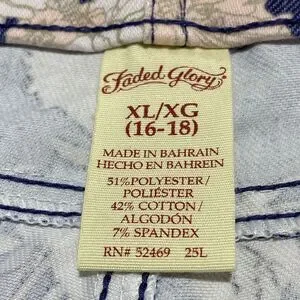 Faded Glory
XL/XG
(16-18)
MADE IN BAHRAIN
HECHO EN BAHREIN
51% POLYESTER/
POLIÉSTER
42% COTTON/
ALGODÓN
7% SPANDEX
RN# 52469 25L